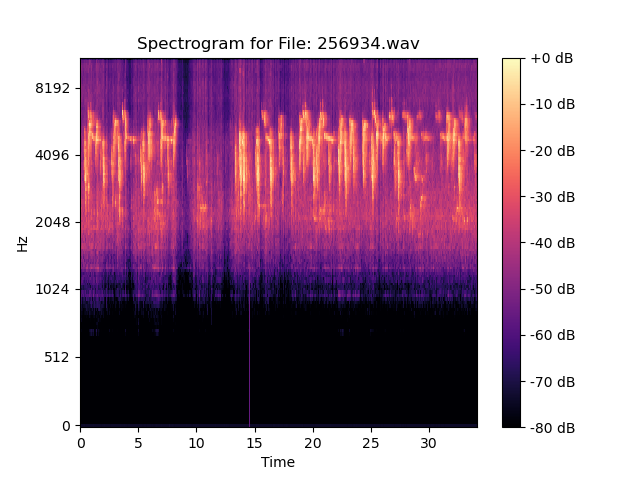 Spectrogram for File: 256934.wav
Hz
8192
4096
2048
1024
512
0
0 5 10 15 20 25 30
Time
+0 dB
-10 dB
-20 dB
-30 dB
-40 dB
-50 dB
-60 dB
-70 dB
-80 dB